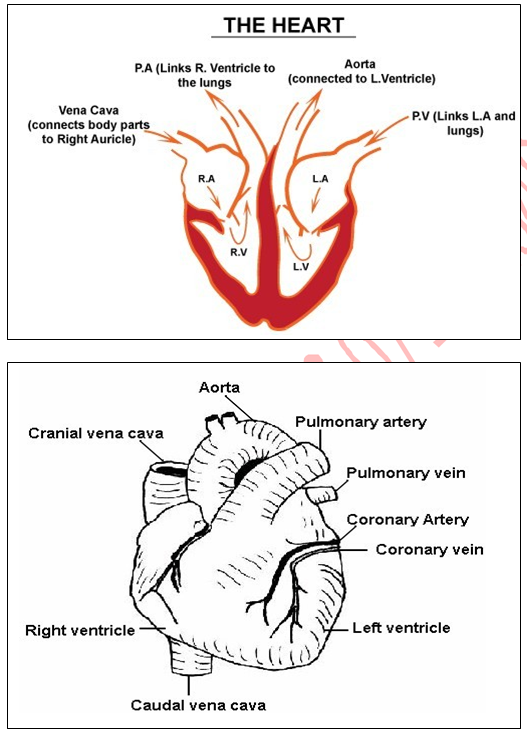 THE HEART
P.A (Links R. Ventricle to
the lungs
Aorta
(connected to L.Ventricle)
Vena Cava
(connects body parts
to Right Auricle)
P.V (Links L.A and
lungs)
R.A
L.A
R.V
L.V
Aorta
Pulmonary artery
Cranial vena cava
Pulmonary vein
Coronary Artery
Coronary vein
Right ventricle
Left ventricle
Caudal vena cava